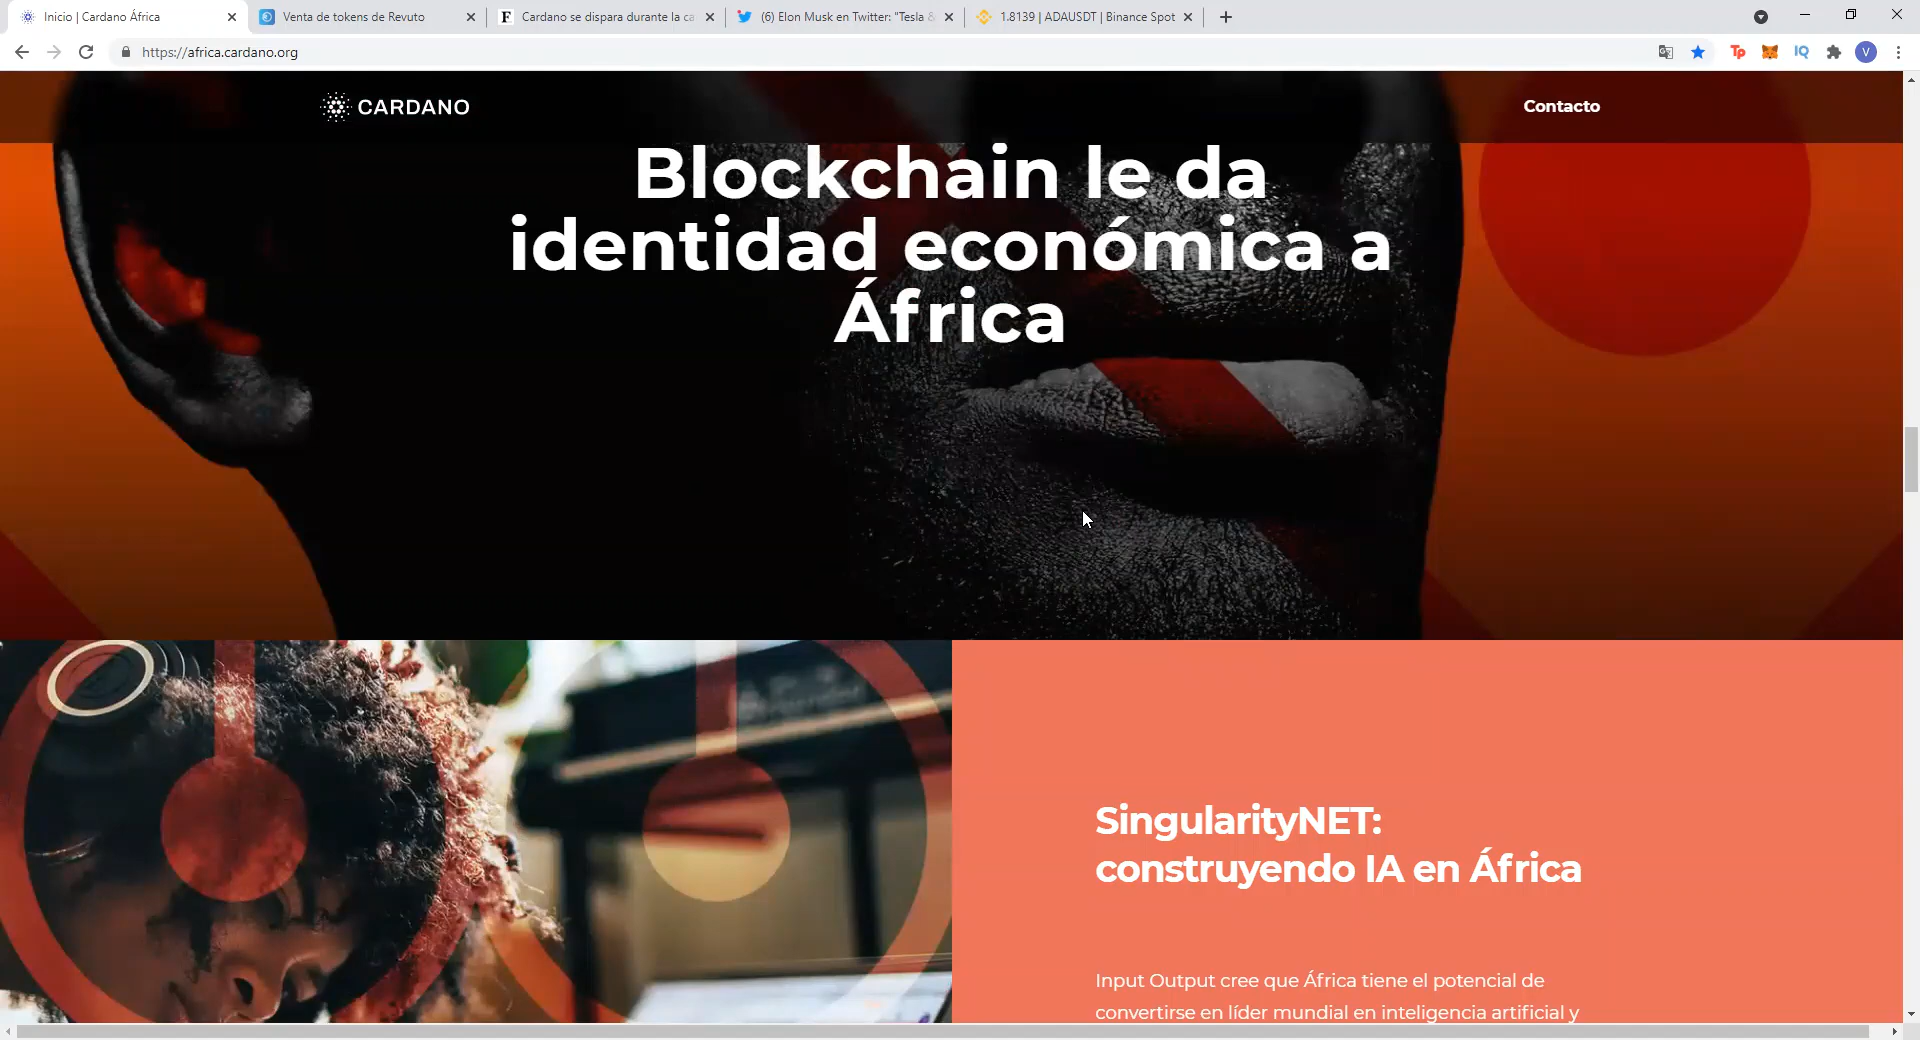 Inicio | Cardano África
Venta de tokens de Revuto
F
Cardano se dispara durante la ca
(6) Elon Musk en Twitter: "Tesla &
1.8139 | ADAUSDT | Binance Spot
https://africa.cardano.org
Tp
IQ
V
CARDANO
Contacto
Blockchain le da
identidad económica a
África
SingularityNET:
construyendo IA en África
Input Output cree que África tiene el potencial de
convertirse en líder mundial en inteligencia artificial y